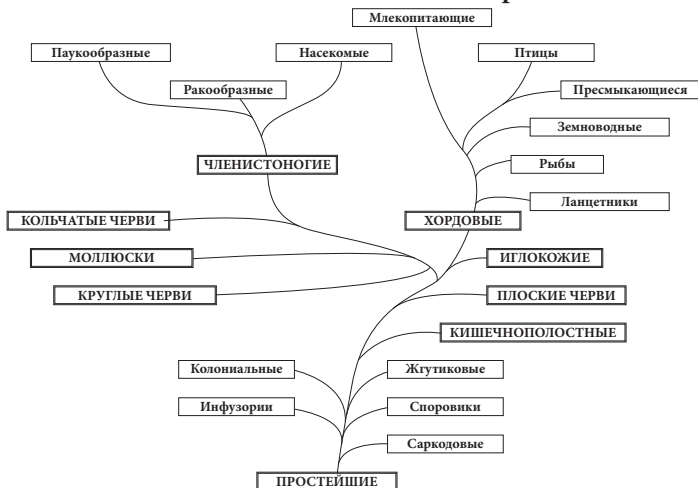 Млекопитающие
Паукообразные
Насекомые
Птицы
Ракообразные
Пресмыкающиеся
Земноводные
ЧЛЕНИСТОНОГИЕ
Рыбы
Ланцетники
КОЛЬЧАТЫЕ ЧЕРВИ
ХОРДОВЫЕ
МОЛЛЮСКИ
ИГЛОКОЖИЕ
КРУГЛЫЕ ЧЕРВИ
ПЛОСКИЕ ЧЕРВИ
КИШЕЧНОПОЛОСТНЫЕ
Колониальные
Жгутиковые
Инфузории
Споровики
Саркодовые
ПРОСТЕЙШИЕ